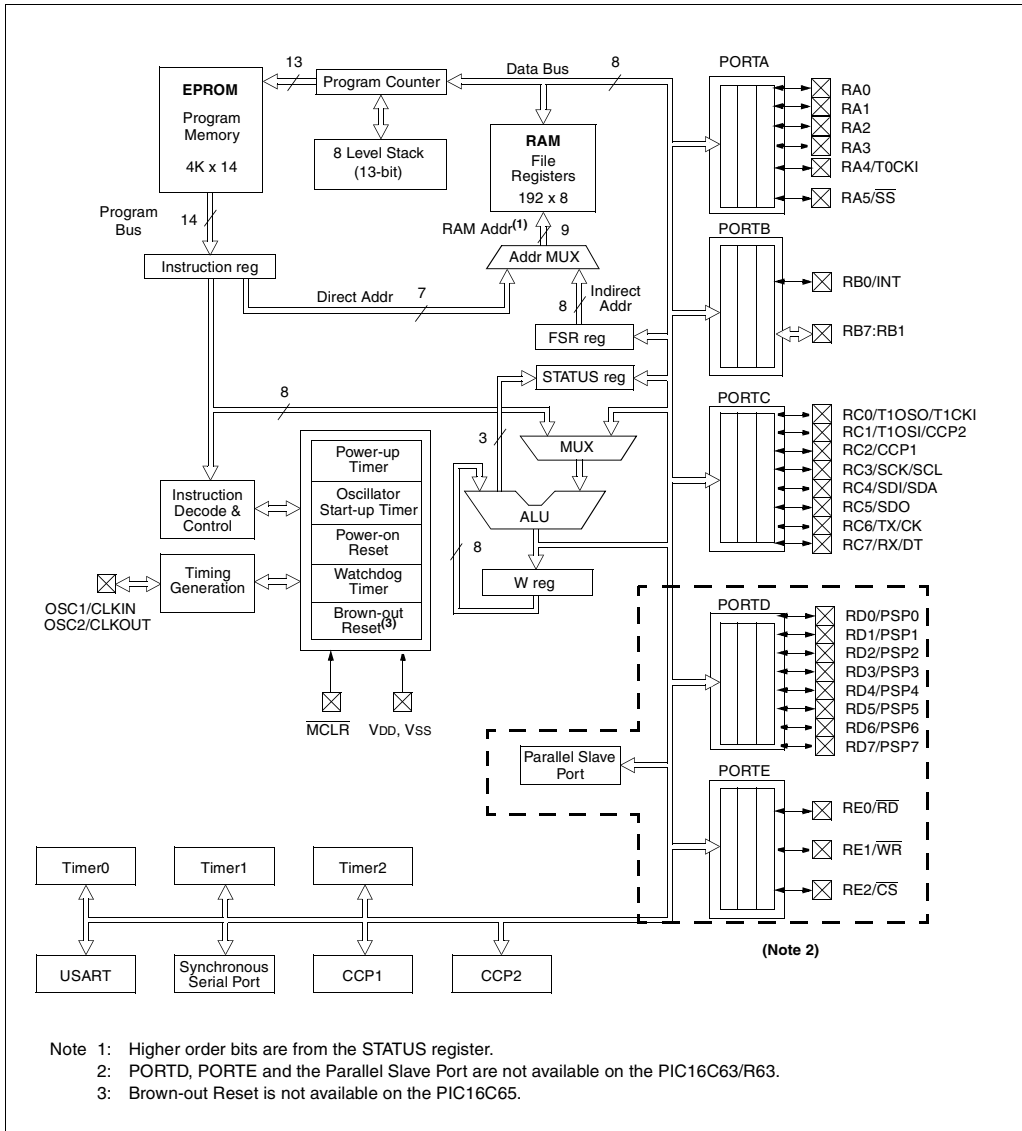 13
Program Counter
Data Bus
8
PORTA
EPROM
Program
Memory
4K x 14
8 Level Stack
(13-bit)
RAM
File
Registers
192 x 8
RA0
RA1
RA2
RA3
RA4/T0CKI
RA5/SS
Program
Bus
14
RAM Addr(1)
9
PORTB
Instruction reg
Addr MUX
Direct Addr
7
8
Indirect
Addr
FSR reg
RB0/INT
RB7:RB1
STATUS reg
8
3
MUX
PORTC
RC0/T1OSO/T1CKI
RC1/T1OSI/CCP2
RC2/CCP1
RC3/SCK/SCL
RC4/SDI/SDA
RC5/SDO
RC6/TX/CK
RC7/RX/DT
Power-up
Timer
Oscillator
Start-up Timer
Power-on
Reset
Watchdog
Timer
Brown-out
Reset(3)
Instruction
Decode &
Control
ALU
8
W reg
Timing
Generation
OSC1/CLKIN
OSC2/CLKOUT
MCLR
VDD, VSS
PORTD
RD0/PSP0
RD1/PSP1
RD2/PSP2
RD3/PSP3
RD4/PSP4
RD5/PSP5
RD6/PSP6
RD7/PSP7
Parallel Slave
Port
PORTE
RE0/RD
RE1/WR
RE2/CS
(Note 2)
Timer0
Timer1
Timer2
USART
Synchronous
Serial Port
CCP1
CCP2
Note 1: Higher order bits are from the STATUS register.
2: PORTD, PORTE and the Parallel Slave Port are not available on the PIC16C63/R63.
3: Brown-out Reset is not available on the PIC16C65.